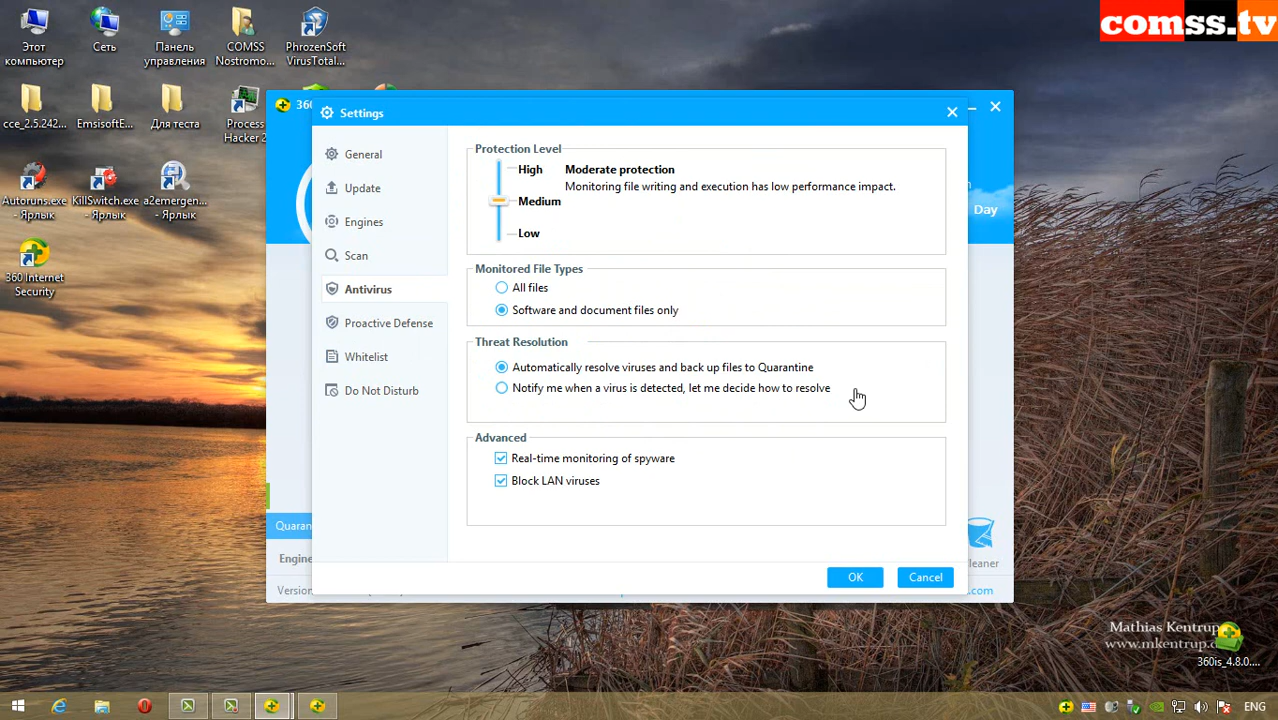 comss.tv
Этот
компьютер
Сеть
Панель
управления
COMSS
Nostromo...
PhrozenSoft
VirusTotal...
cce_2.5.242...
EmsisoftE...
Для теста
Process
Hacker 2
Autoruns.exe
- Ярлык
KillSwitch.exe
- Ярлык
a2emergen...
- Ярлык
360 Internet
Security
36
Day
Settings
General
Update
Engines
Scan
Antivirus
Proactive Defense
Whitelist
Do Not Disturb
Protection Level
High
Medium
Low
Moderate protection
Monitoring file writing and execution has low performance impact.
Monitored File Types
All files
Software and document files only
Threat Resolution
Automatically resolve viruses and back up files to Quarantine
Notify me when a virus is detected, let me decide how to resolve
Advanced
Real-time monitoring of spyware
Block LAN viruses
OK
Cancel
Quaran
Engine
Version
leaner
.com
Mathias Kentrup
www.mkentrup.d
360is_4.8.0....
ENG